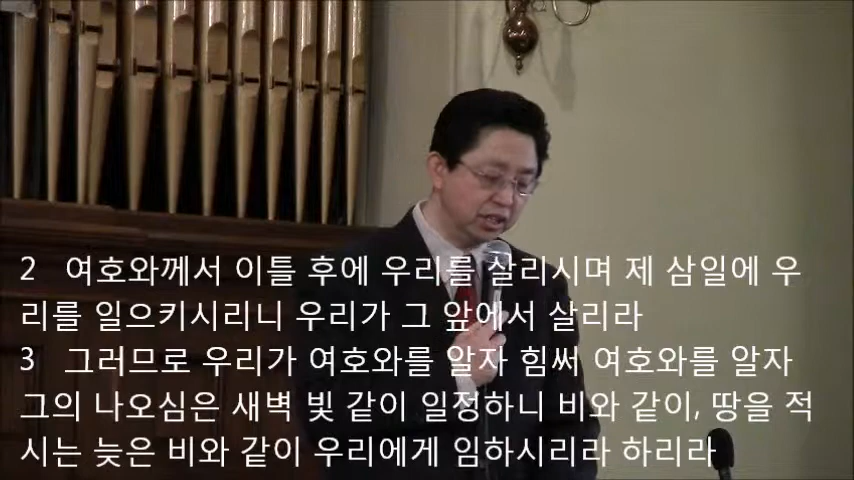 2 여호와께서 이틀 후에 우리를 살리시며 제 삼일에 우
리를 일으키시리니 우리가 그 앞에서 살리라
3 그러므로 우리가 여호와를 알자 힘써 여호와를 알자
그의 나오심은 새벽 빛 같이 일정하니 비와 같이, 땅을 적
시는 늦은 비와 같이 우리에게 임하시리라 하리라